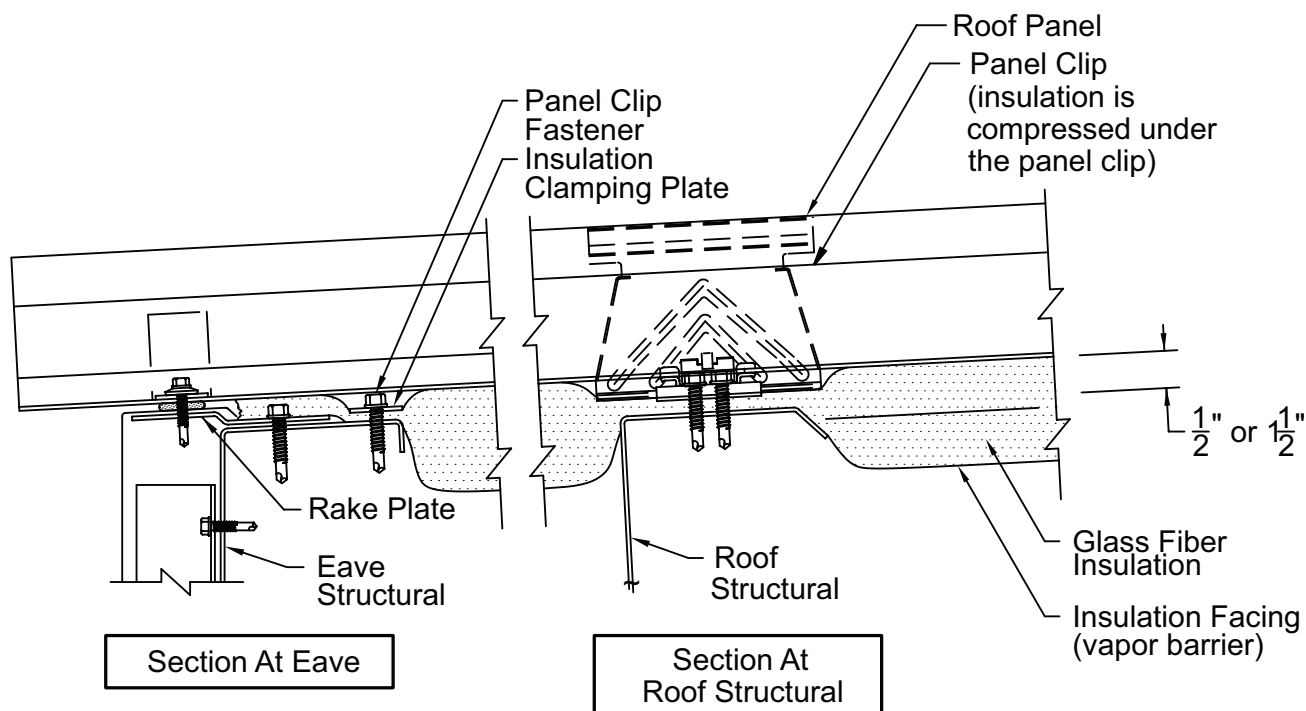 Roof Panel
Panel Clip
(insulation is
compressed under
the panel clip)
Panel Clip
Fastener
Insulation
Clamping Plate
1/2" or 1 1/2"
Rake Plate
Eave
Structural
Roof
Structural
Glass Fiber
Insulation
Insulation Facing
(vapor barrier)
Section At Eave
Section At
Roof Structural